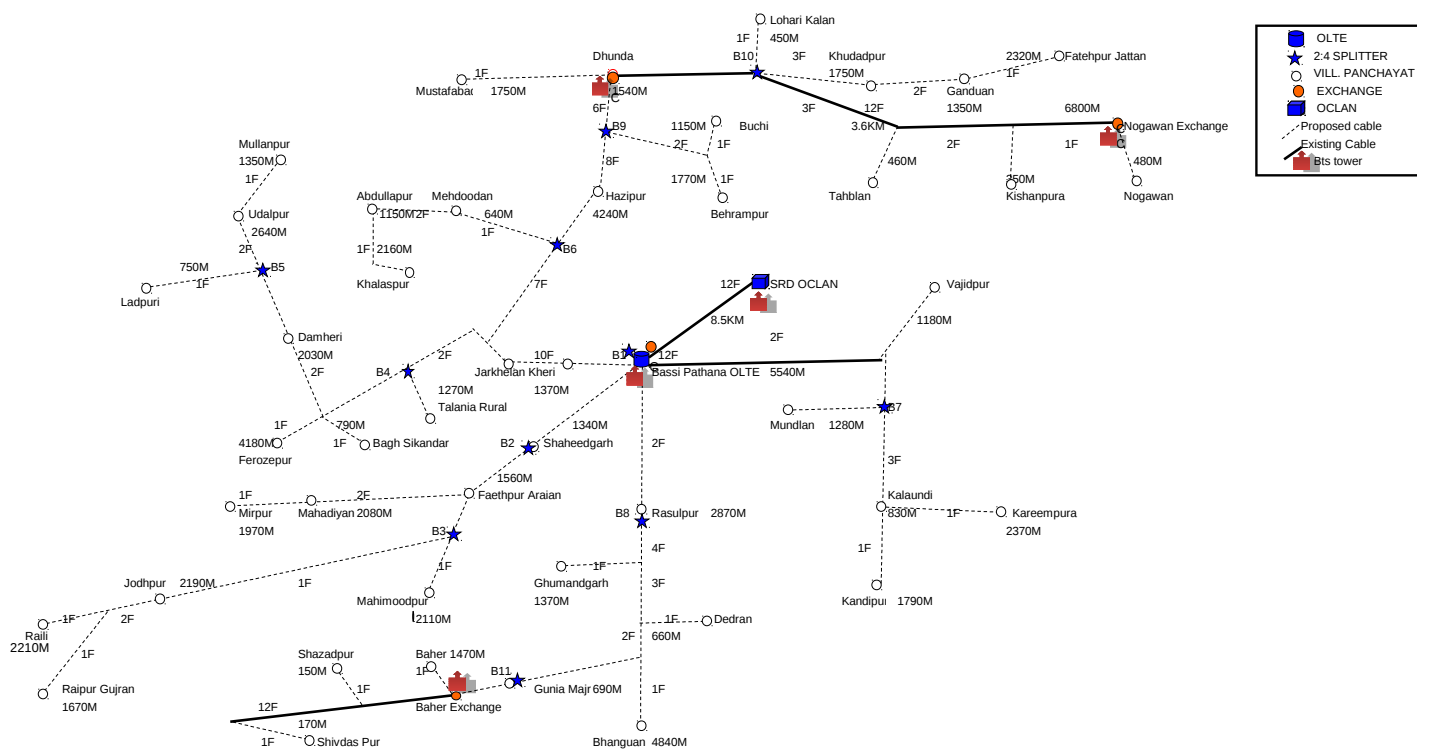 Lohari Kalan
1F
450M
OLTE
2:4 SPLITTER
VILL. PANCHAYAT
EXCHANGE
OCLAN
Proposed cable
Existing Cable
Bts tower
Dhunda
B10
3F
Khudadpur
1750M
2320M
Fatehpur Jattan
1F
1F
Mustafabac
1750M
1540M
C
6F
2F
Ganduan
1350M
3F
12F
3.6KM
6800M
Nogawan Exchange
C
C
B9
1150M
Buchi
2F
1F
2F
1F
8F
460M
480M
Mullanpur
1350M
1F
1770M
1F
350M
Tahblan
Kishanpura
Nogawan
Abdullapur
Mehdoodan
Hazipur
4240M
Behrampur
Udalpur
2640M
1150M2F
640M
1F
2F
1F
2160M
B6
750M
B5
1F
Ladpuri
Khalaspur
7F
12F
SRD OCLAN
Vajidpur
8.5KM
1180M
2F
Damheri
2030M
2F
2F
B4
10F
B1
12F
Jarkhelan Kheri
1370M
Bassi Pathana OLTE
5540M
1270M
Talania Rural
B7
Mundlan
1280M
1F
790M
1340M
4180M
1F
Bagh Sikandar
B2
Shaheedgarh
2F
Ferozepur
3F
1560M
1F
2F
Faethpur Araian
Kalaundi
Mirpur
Mahadiyan
2080M
B8
Rasulpur
2870M
830M
1F
Kareempura
1970M
2370M
B3
4F
1F
1F
1F
Jodhpur
2190M
1F
Ghumandgarh
3F
1370M
Mahimoodpur
2110M
Kandipur
1790M
1F
2F
1F
Dedran
Raili
2210M
2F
660M
1F
Shazadpur
Baher 1470M
150M
1F
B11
Raipur Gujran
1F
Gunia Majr
690M
1F
1670M
12F
Baher Exchange
170M
1F
Shivdas Pur
Bhanguan
4840M